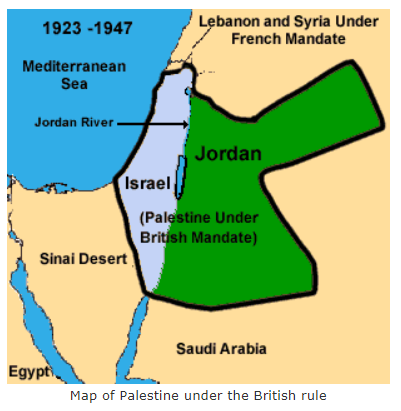 1923 -1947
Lebanon and Syria Under
French Mandate
Mediterranean
Sea
Jordan River
Jordan
Israel
(Palestine Under
British Mandate)
Sinai Desert
Saudi Arabia
Egypt
Map of Palestine under the British rule